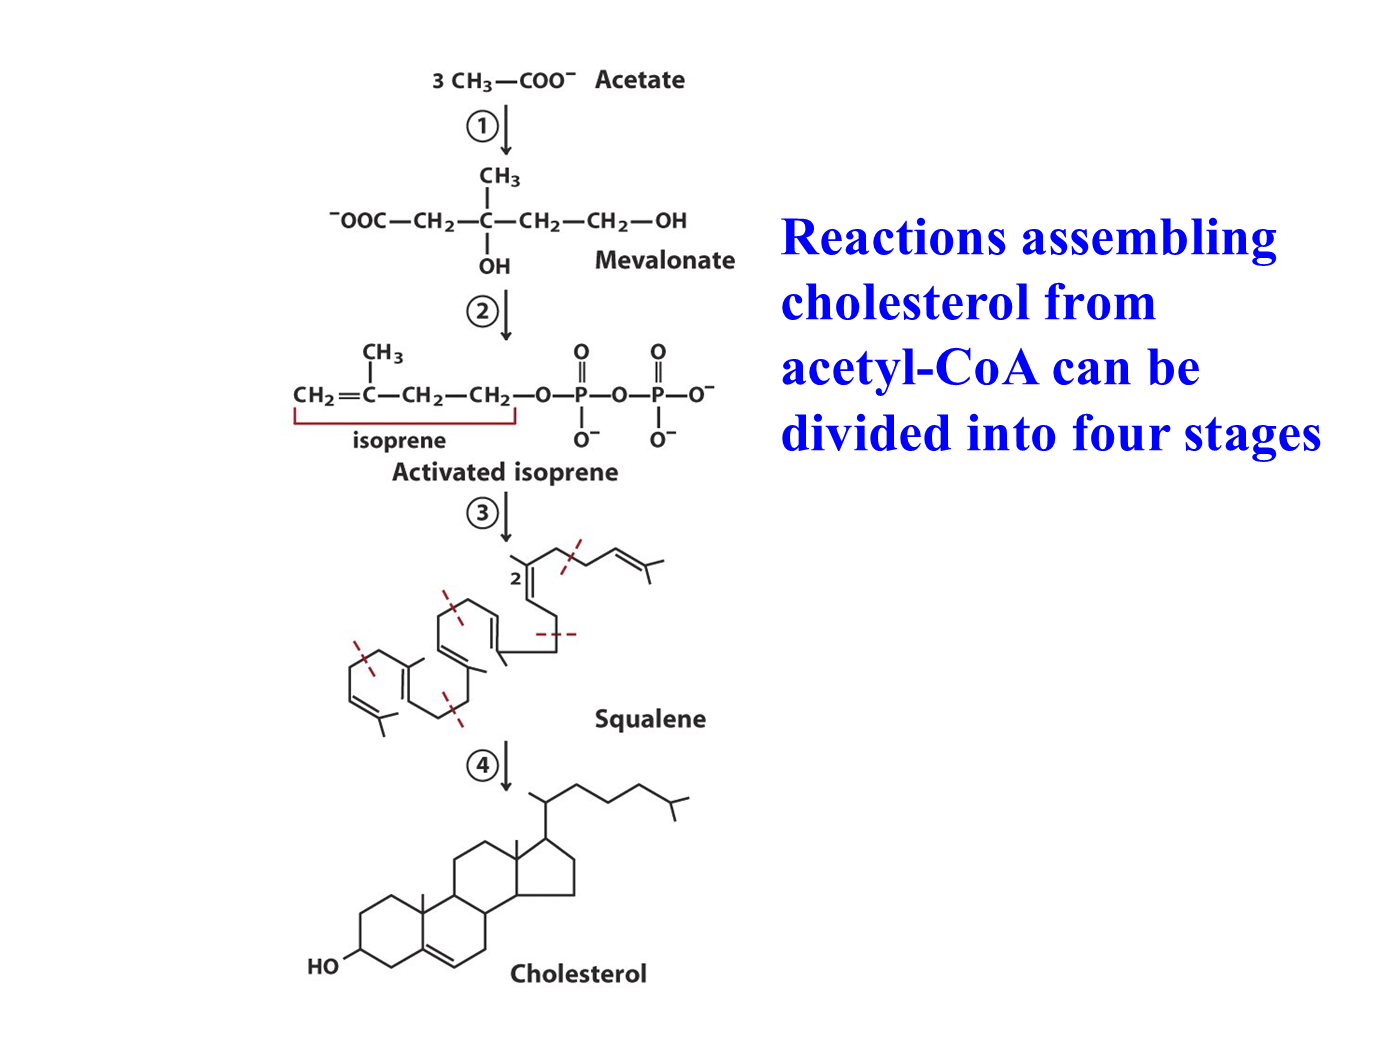 3 CH₃—COO⁻ Acetate
1
CH₃
⁻OOC—CH₂—C—CH₂—CH₂—OH
OH
Mevalonate
2
CH₃ O O
CH₂=C—CH₂—CH₂—O—P—O—P—O⁻
isoprene O⁻ O⁻
Activated isoprene
3
2
Squalene
4
HO
Cholesterol
Reactions assembling
cholesterol from
acetyl-CoA can be
divided into four stages